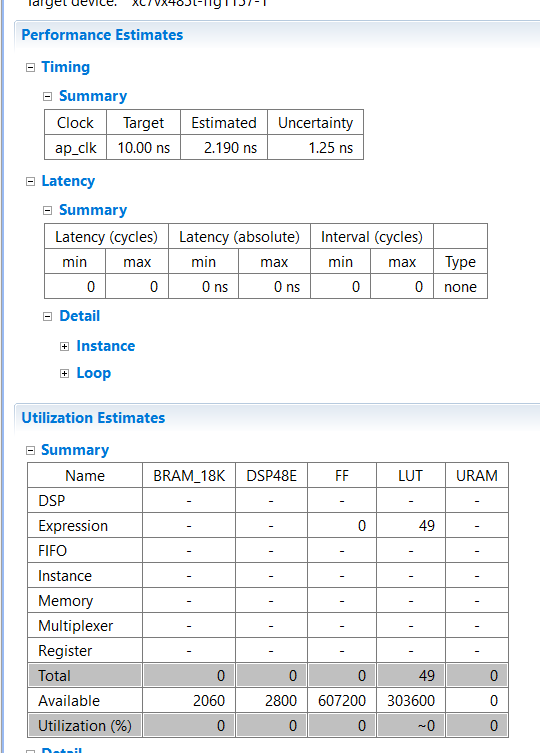 Target device: xc7vx485t-ffg1157-1
Performance Estimates
Timing
Summary
Clock Target Estimated Uncertainty
ap_clk 10.00 ns 2.190 ns 1.25 ns
Latency
Summary
Latency (cycles) Latency (absolute) Interval (cycles)
min max min max min max Type
0 0 0 ns 0 ns 0 0 none
Detail
Instance
Loop
Utilization Estimates
Summary
Name BRAM_18K DSP48E FF LUT URAM
DSP - - - - -
Expression - - 0 49 -
FIFO - - - - -
Instance - - - - -
Memory - - - - -
Multiplexer - - - - -
Register - - - - -
Total 0 0 0 49 0
Available 2060 2800 607200 303600 0
Utilization (%) 0 0 0 ~0 0
Detail